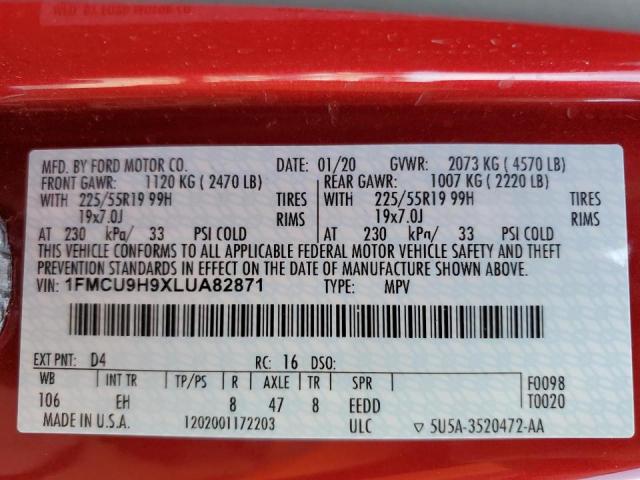 MFD. BY FORD MOTOR CO.
MFD. BY FORD MOTOR CO. DATE: 01/20 GVWR: 2073 KG ( 4570 LB)
FRONT GAWR: 1120 KG ( 2470 LB) REAR GAWR: 1007 KG ( 2220 LB)
WITH 225/55R19 99H TIRES WITH 225/55R19 99H TIRES
19x7.0J RIMS 19x7.0J RIMS
AT 230 kPa/ 33 PSI COLD AT 230 kPa/ 33 PSI COLD
THIS VEHICLE CONFORMS TO ALL APPLICABLE FEDERAL MOTOR VEHICLE SAFETY AND THEFT
PREVENTION STANDARDS IN EFFECT ON THE DATE OF MANUFACTURE SHOWN ABOVE.
VIN: 1FMCU9H9XLUA82871 TYPE: MPV
EXT PNT: D4 RC: 16 DSO:
WB INT TR TP/PS R AXLE TR SPR F0098
106 EH 8 47 8 EEDD T0020
MADE IN U.S.A. 1202001172203 ULC ▽ 5U5A-3520472-AA